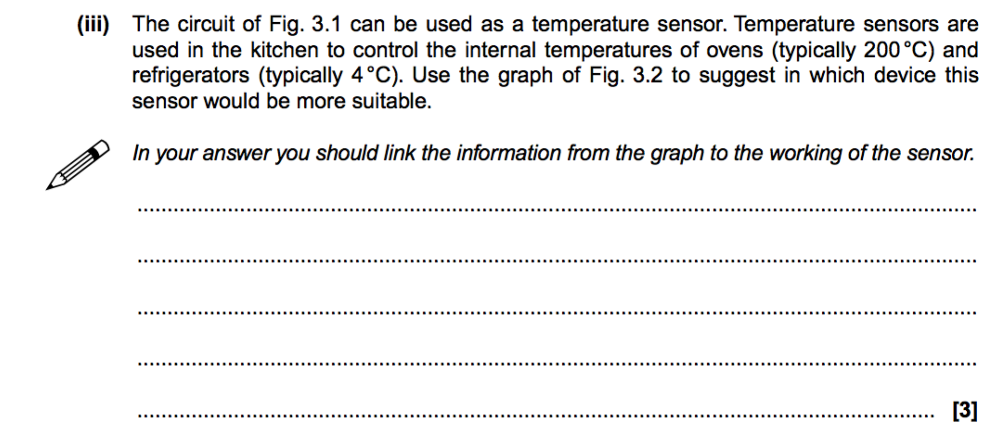 (iii) The circuit of Fig. 3.1 can be used as a temperature sensor. Temperature sensors are
used in the kitchen to control the internal temperatures of ovens (typically 200 °C) and
refrigerators (typically 4 °C). Use the graph of Fig. 3.2 to suggest in which device this
sensor would be more suitable.
In your answer you should link the information from the graph to the working of the sensor.
[3]